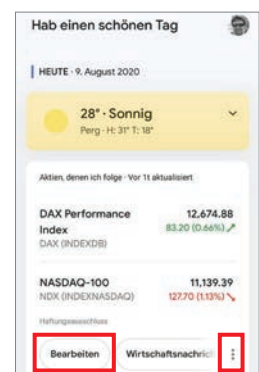 Hab einen schönen Tag
HEUTE · 9. August 2020
28° · Sonnig
Perg · H: 31° T: 18°
Aktien, denen ich folge · Vor 1t aktualisiert
DAX Performance Index
12,674.88
83.20 (0.66%)
DAX (INDEXDB)
NASDAQ-100
11,139.39
NDX (INDEXNASDAQ)
127.70 (1.13%)
Haftungsausschluss
Bearbeiten
Wirtschaftsnachric